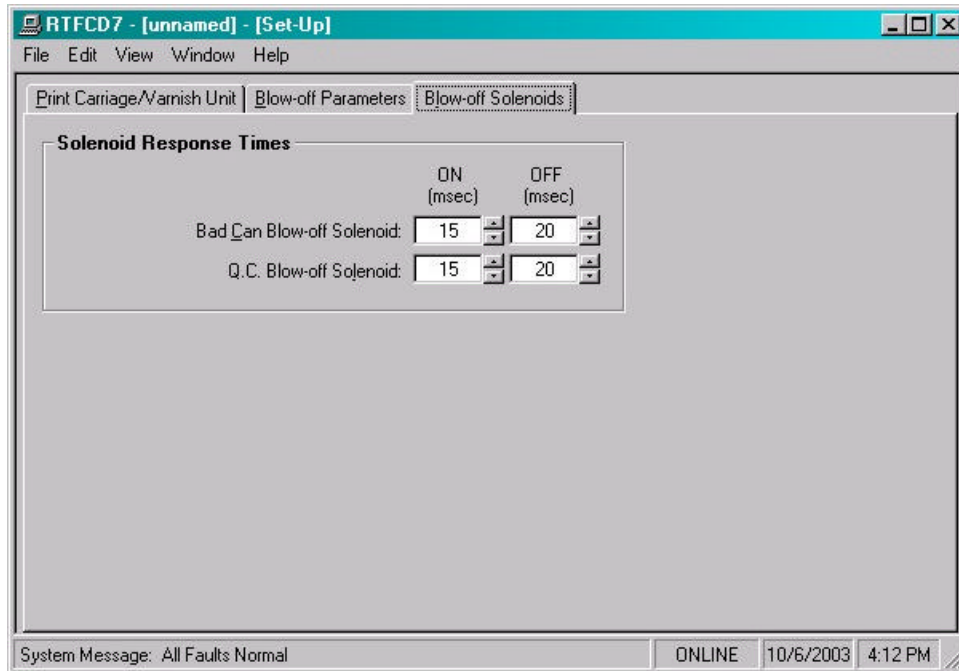 RTFCD7 - [unnamed] - [Set-Up]
File Edit View Window Help
Print Carriage/Varnish Unit Blow-off Parameters Blow-off Solenoids
Solenoid Response Times
ON OFF
(msec) (msec)
Bad Can Blow-off Solenoid: 15 20
Q.C. Blow-off Solenoid: 15 20
System Message: All Faults Normal ONLINE 10/6/2003 4:12 PM